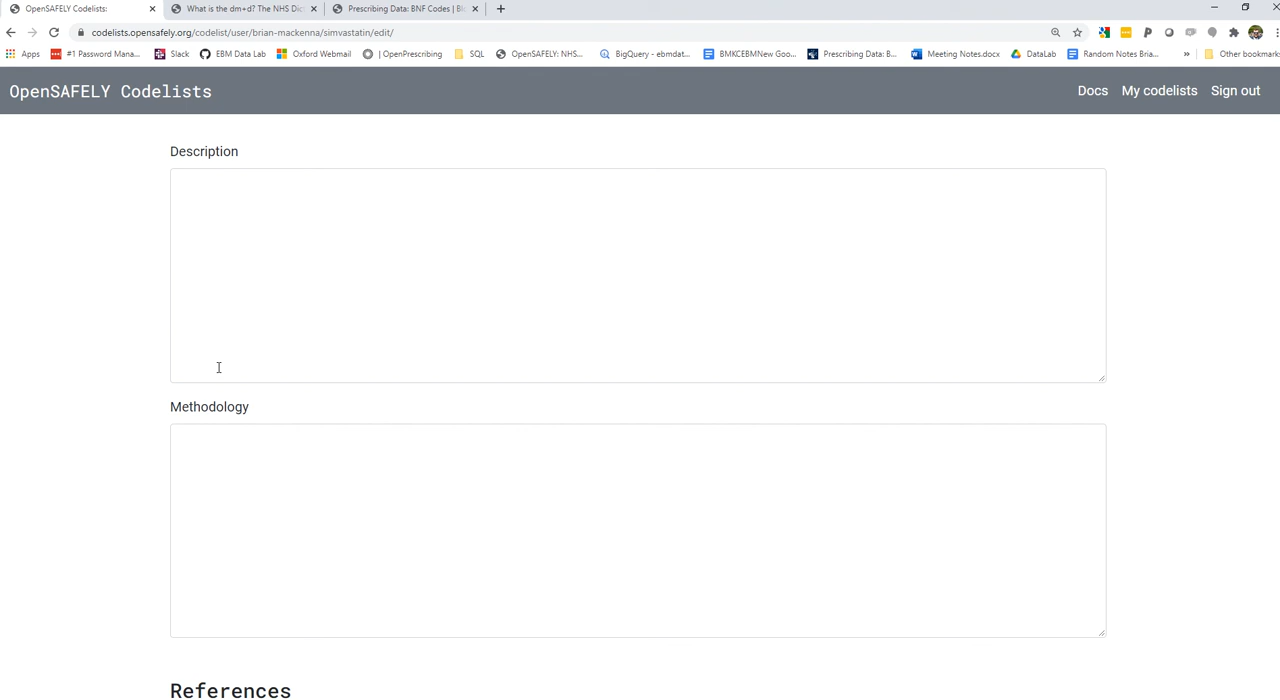 OpenSAFELY Codelists:
What is the dm+d? The NHS Dic
Prescribing Data: BNF Codes | Bl
codelists.opensafely.org/codelist/user/brian-mackenna/simvastatin/edit/
Apps
#1 Password Mana...
Slack
EBM Data Lab
Oxford Webmail
| OpenPrescribing
SQL
OpenSAFELY: NHS...
BigQuery - ebmdat...
BMKCEBMNew Goo...
Prescribing Data: B...
Meeting Notes.docx
DataLab
Random Notes Bria...
»
Other bookmarks
OpenSAFELY Codelists
Docs
My codelists
Sign out
Description
Methodology
References